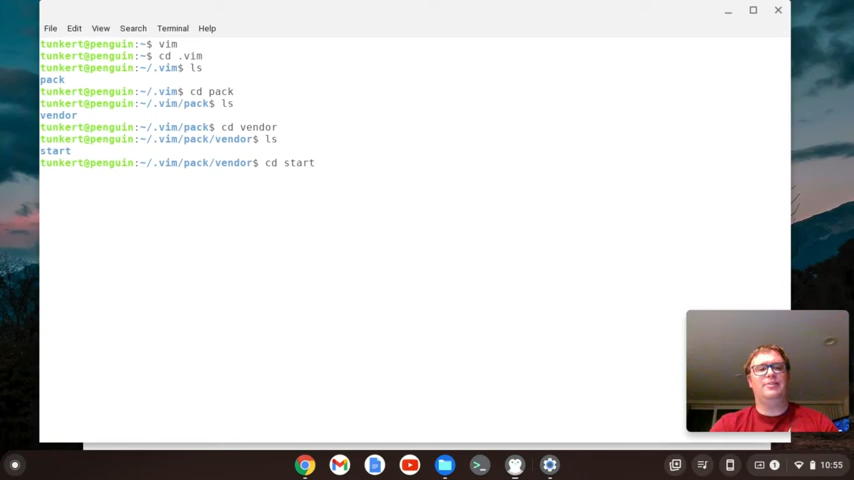 File Edit View Search Terminal Help
tunkert@penguin:~$ vim
tunkert@penguin:~$ cd .vim
tunkert@penguin:~/.vim$ ls
pack
tunkert@penguin:~/.vim$ cd pack
tunkert@penguin:~/.vim/pack$ ls
vendor
tunkert@penguin:~/.vim/pack$ cd vendor
tunkert@penguin:~/.vim/pack/vendor$ ls
start
tunkert@penguin:~/.vim/pack/vendor$ cd start
>_
1
10:55